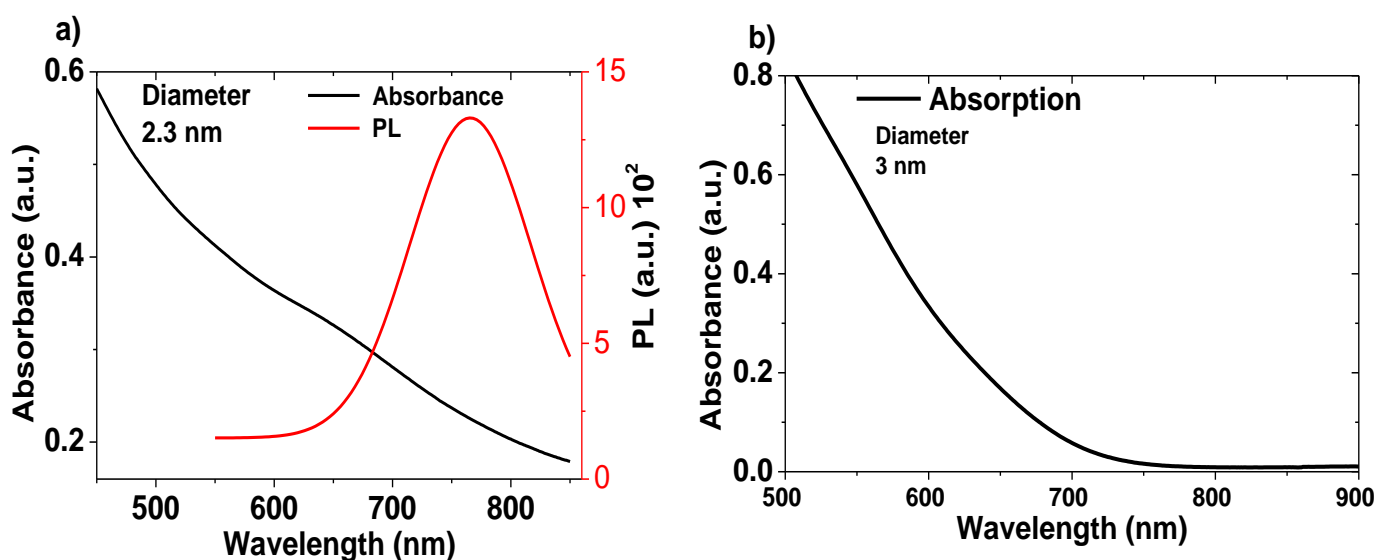 a)
Diameter
2.3 nm
Absorbance
PL
0.6
0.4
0.2
Absorbance (a.u.)
15
10
5
0
PL (a.u.) 10²
500 600 700 800
Wavelength (nm)
b)
Absorption
Diameter
3 nm
0.8
0.6
0.4
0.2
0.0
Absorbance (a.u.)
500 600 700 800 900
Wavelength (nm)